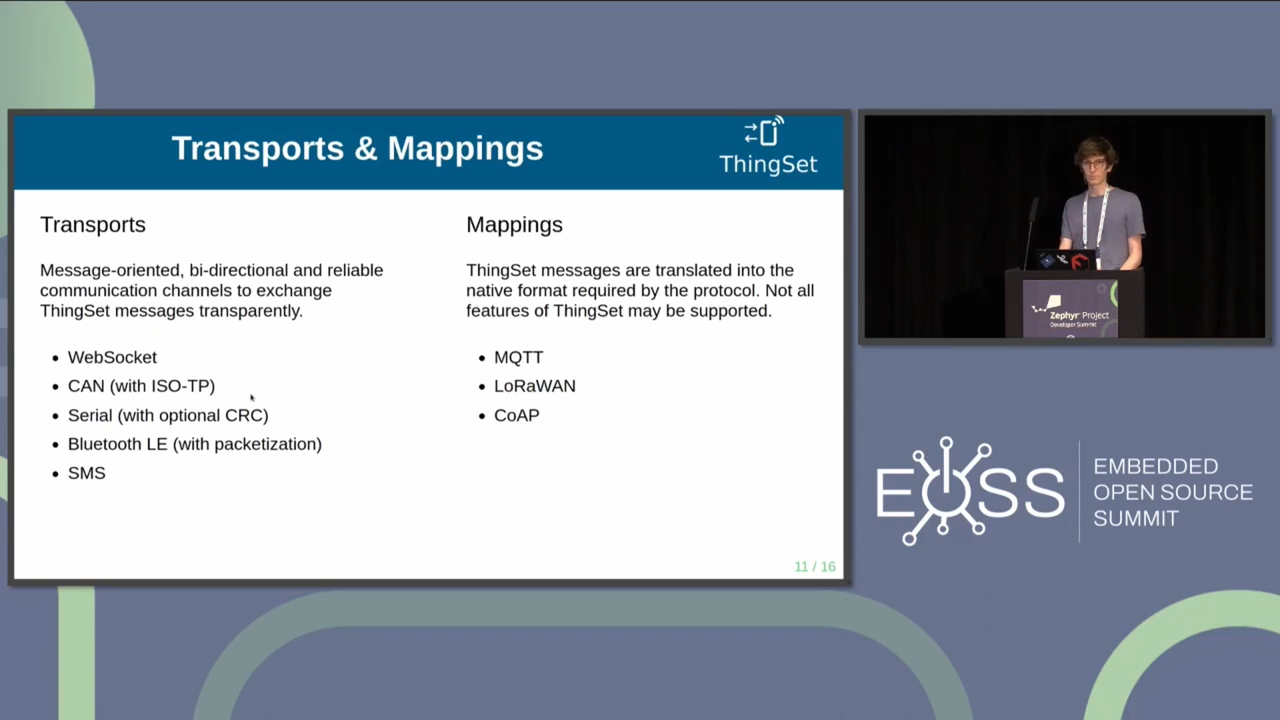 Transports & Mappings
ThingSet
Transports
Message-oriented, bi-directional and reliable
communication channels to exchange
ThingSet messages transparently.
• WebSocket
• CAN (with ISO-TP)
• Serial (with optional CRC)
• Bluetooth LE (with packetization)
• SMS
Mappings
ThingSet messages are translated into the
native format required by the protocol. Not all
features of ThingSet may be supported.
• MQTT
• LoRaWAN
• CoAP
11 / 16
Zephyr Project
Developer Summit
EOSS
EMBEDDED
OPEN SOURCE
SUMMIT